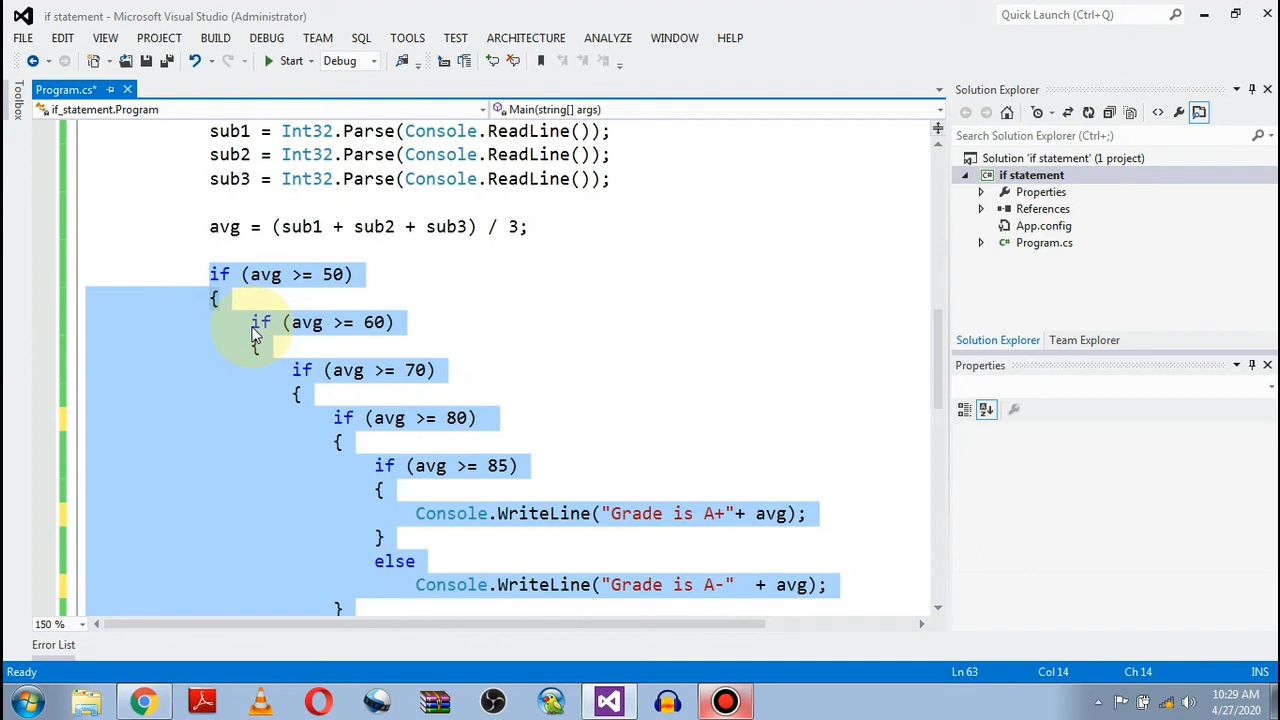 if statement - Microsoft Visual Studio (Administrator)
Quick Launch (Ctrl+Q)
FILE EDIT VIEW PROJECT BUILD DEBUG TEAM SQL TOOLS TEST ARCHITECTURE ANALYZE WINDOW HELP
Start Debug
Toolbox
Program.cs*
if_statement.Program Main(string[] args)
sub1 = Int32.Parse(Console.ReadLine());
sub2 = Int32.Parse(Console.ReadLine());
sub3 = Int32.Parse(Console.ReadLine());
avg = (sub1 + sub2 + sub3) / 3;
if (avg >= 50)
{
if (avg >= 60)
{
if (avg >= 70)
{
if (avg >= 80)
{
if (avg >= 85)
{
Console.WriteLine("Grade is A+"+ avg);
}
else
Console.WriteLine("Grade is A-"  + avg);
}
150 %
Solution Explorer
Search Solution Explorer (Ctrl+;)
Solution 'if statement' (1 project)
if statement
Properties
References
App.config
Program.cs
Solution Explorer Team Explorer
Properties
Error List
Ready Ln 63 Col 14 Ch 14 INS
10:29 AM
4/27/2020